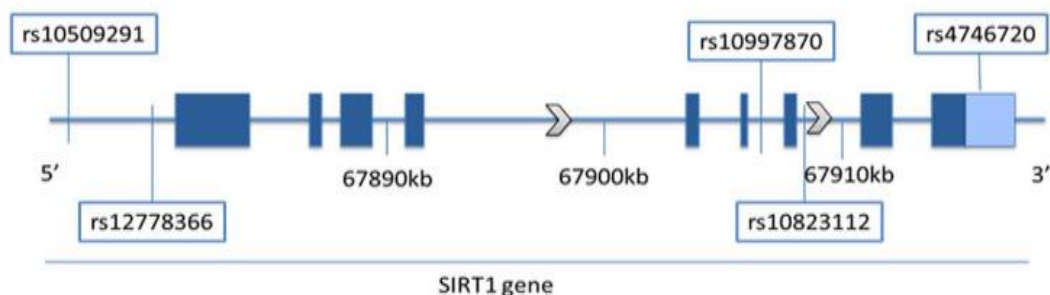 rs10509291
rs10997870
rs4746720
5’
67890kb
67900kb
67910kb
3’
rs12778366
rs10823112
SIRT1 gene